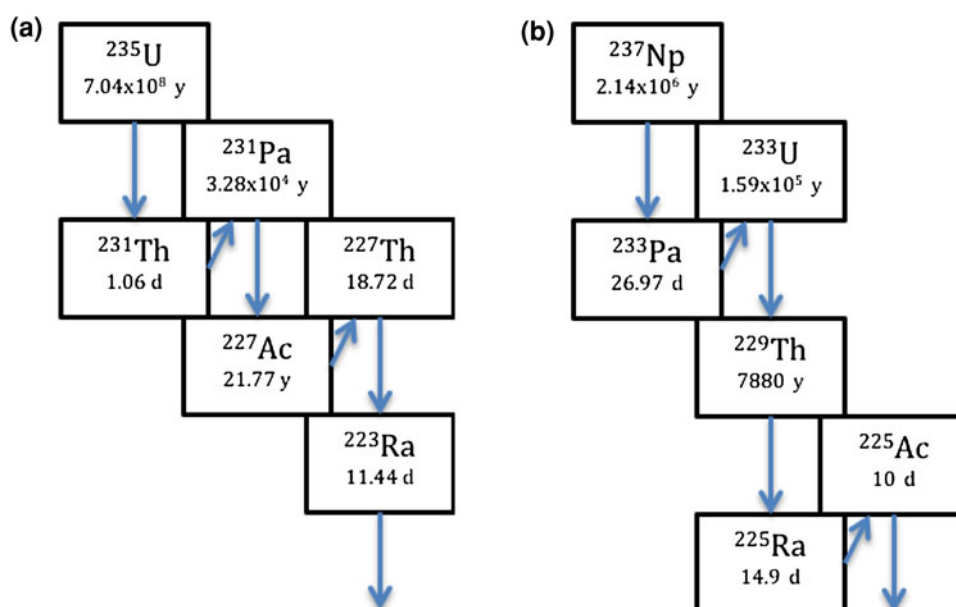 (a)
²³⁵U
7.04x10⁸ y
²³¹Pa
3.28x10⁴ y
²³¹Th
1.06 d
²²⁷Th
18.72 d
²²⁷Ac
21.77 y
²²³Ra
11.44 d
(b)
²³⁷Np
2.14x10⁶ y
²³³U
1.59x10⁵ y
²³³Pa
26.97 d
²²⁹Th
7880 y
²²⁵Ac
10 d
²²⁵Ra
14.9 d